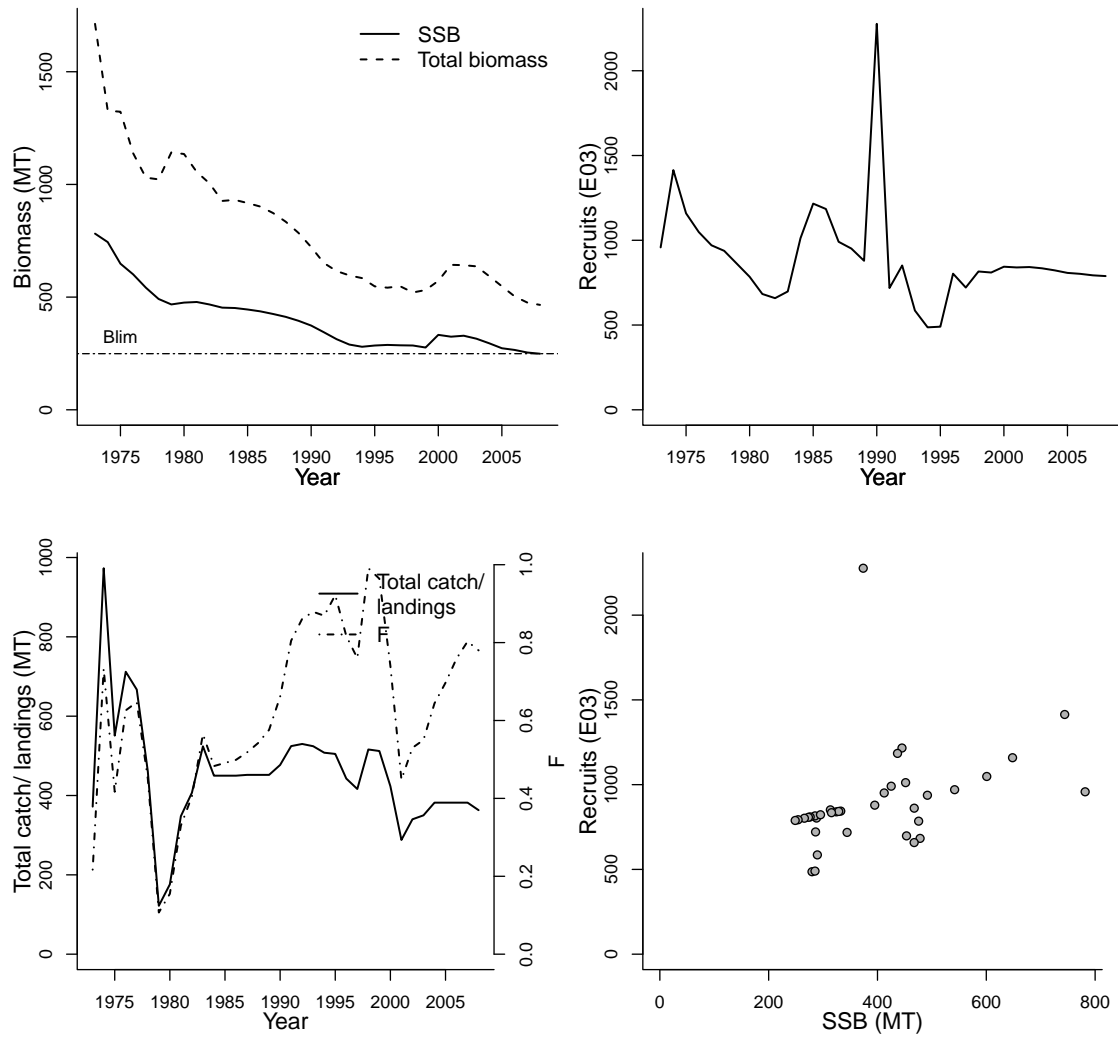 SSB
Total biomass
Biomass (MT)
0 500 1000 1500
Blim
1975 1980 1985 1990 1995 2000 2005
Year
Recruits (E03)
0 500 1000 1500 2000
1975 1980 1985 1990 1995 2000 2005
Year
Total catch/ landings (MT)
0 200 400 600 800 1000
Total catch/
landings
F
0.0 0.2 0.4 0.6 0.8 1.0
F
1975 1980 1985 1990 1995 2000 2005
Year
Recruits (E03)
0 500 1000 1500 2000
0 200 400 600 800
SSB (MT)